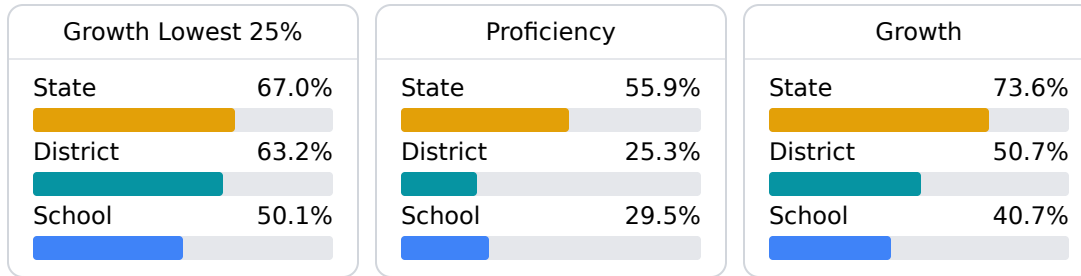 Growth Lowest 25%
State 67.0%
District 63.2%
School 50.1%
Proficiency
State 55.9%
District 25.3%
School 29.5%
Growth
State 73.6%
District 50.7%
School 40.7%